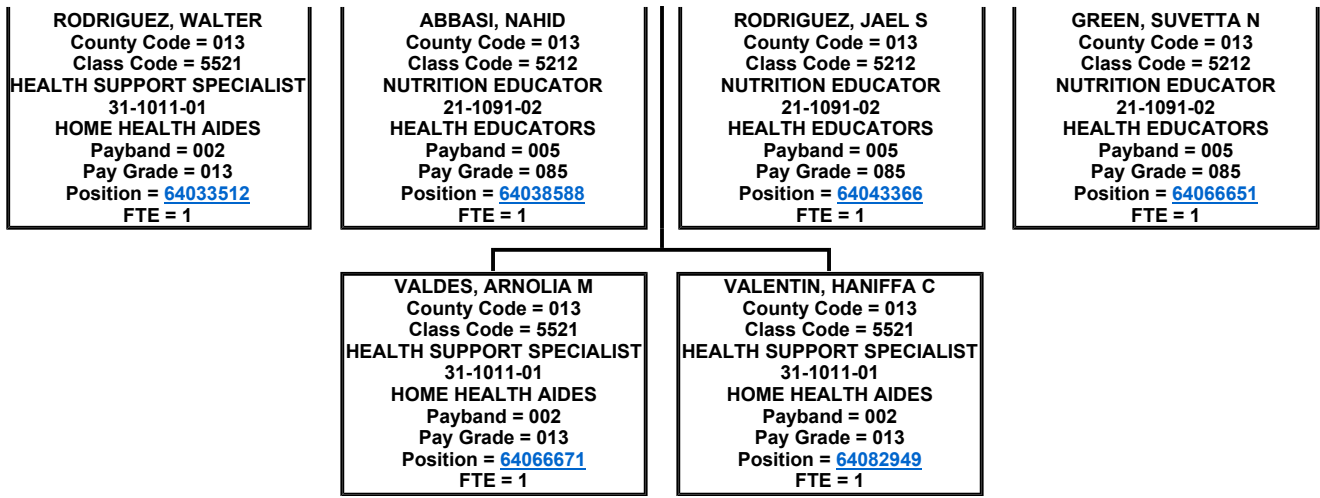 RODRIGUEZ, WALTER
County Code = 013
Class Code = 5521
HEALTH SUPPORT SPECIALIST
31-1011-01
HOME HEALTH AIDES
Payband = 002
Pay Grade = 013
Position = 64033512
FTE = 1
ABBASI, NAHID
County Code = 013
Class Code = 5212
NUTRITION EDUCATOR
21-1091-02
HEALTH EDUCATORS
Payband = 005
Pay Grade = 085
Position = 64038588
FTE = 1
RODRIGUEZ, JAEL S
County Code = 013
Class Code = 5212
NUTRITION EDUCATOR
21-1091-02
HEALTH EDUCATORS
Payband = 005
Pay Grade = 085
Position = 64043366
FTE = 1
GREEN, SUVETTA N
County Code = 013
Class Code = 5212
NUTRITION EDUCATOR
21-1091-02
HEALTH EDUCATORS
Payband = 005
Pay Grade = 085
Position = 64066651
FTE = 1
VALDES, ARNOLIA M
County Code = 013
Class Code = 5521
HEALTH SUPPORT SPECIALIST
31-1011-01
HOME HEALTH AIDES
Payband = 002
Pay Grade = 013
Position = 64066671
FTE = 1
VALENTIN, HANIFFA C
County Code = 013
Class Code = 5521
HEALTH SUPPORT SPECIALIST
31-1011-01
HOME HEALTH AIDES
Payband = 002
Pay Grade = 013
Position = 64082949
FTE = 1